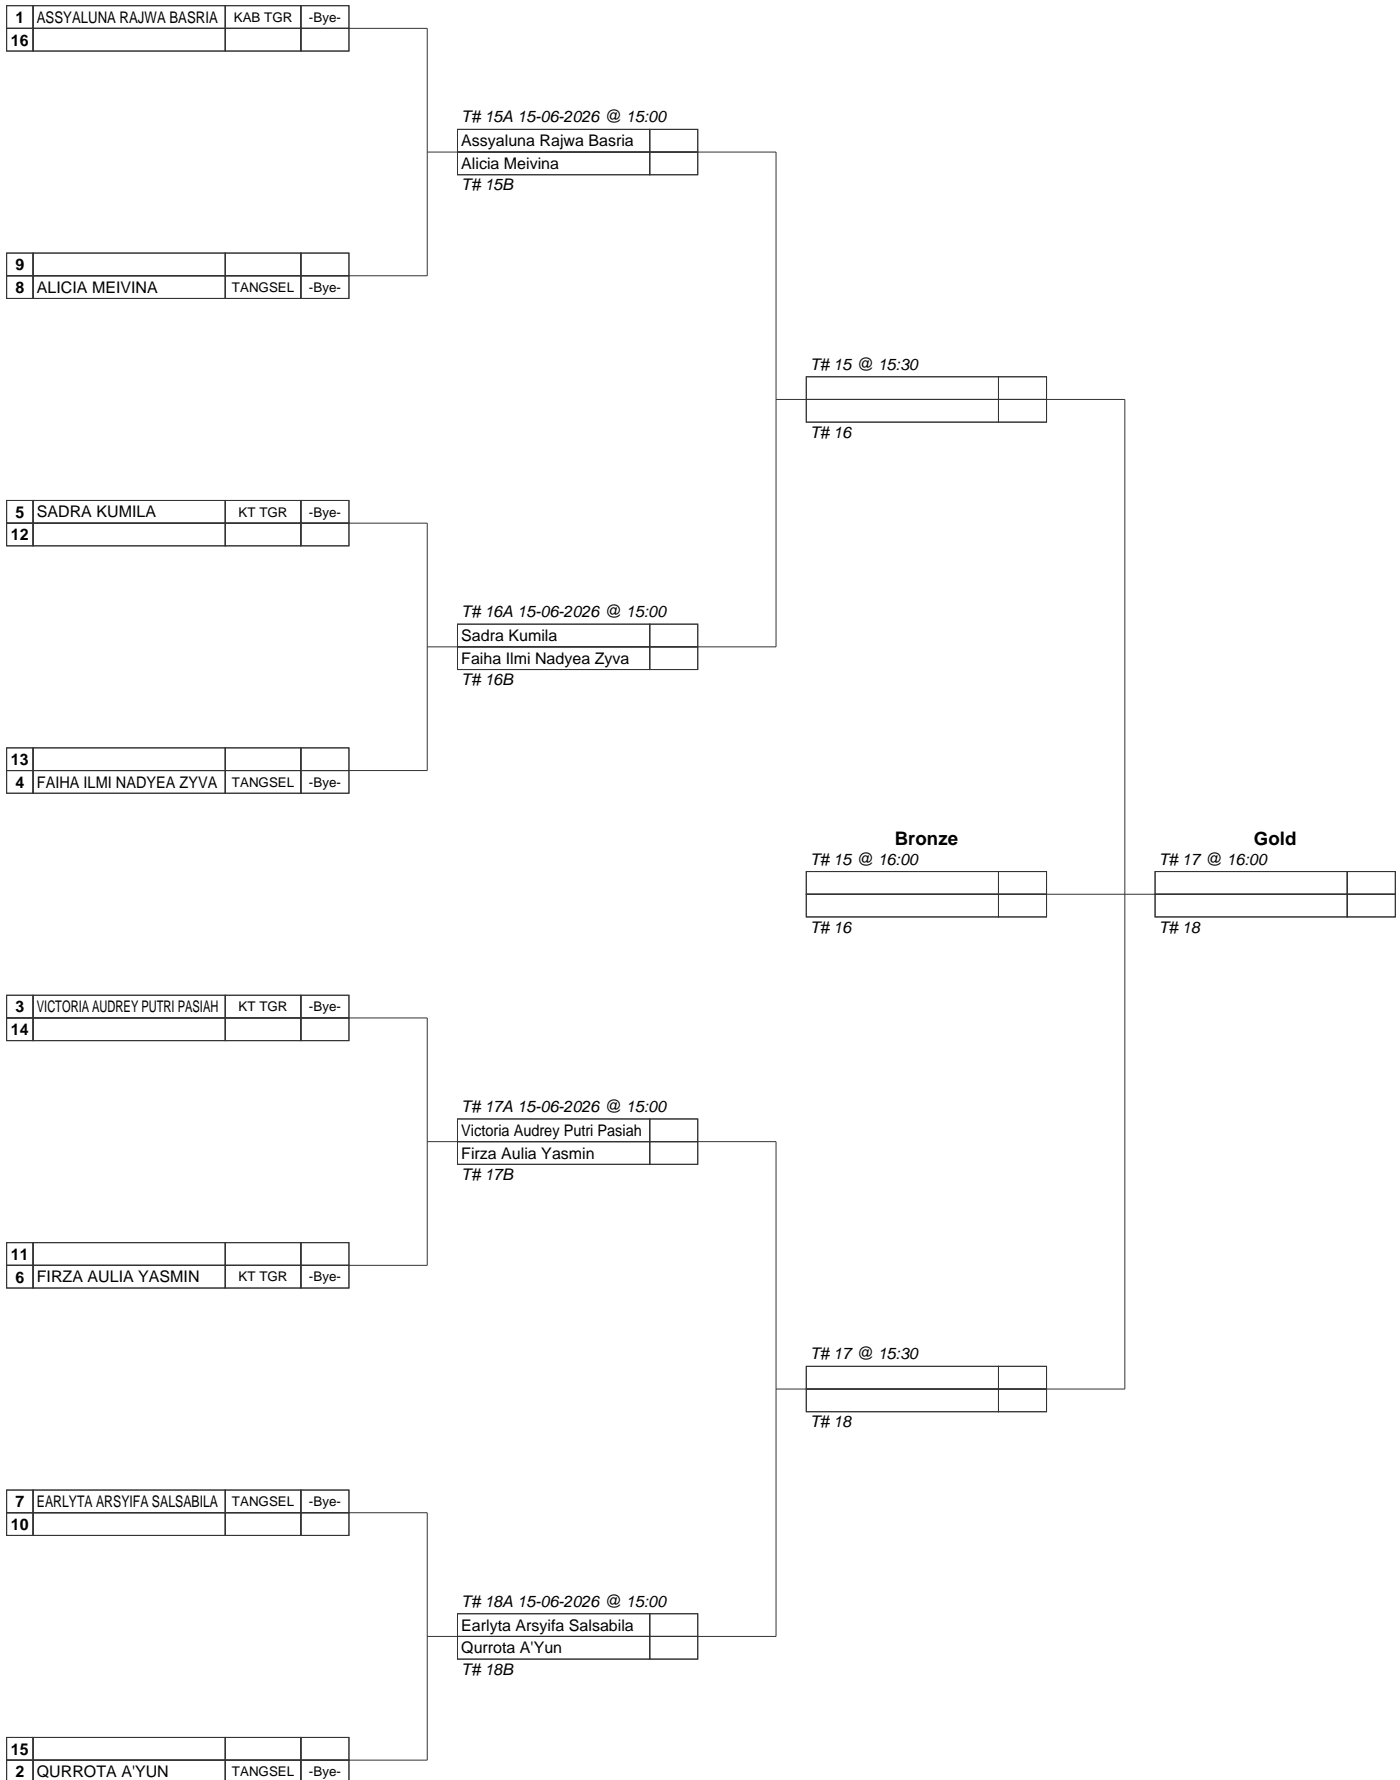 1 ASSYALUNA RAJWA BASRIA KAB TGR -Bye-
16
T# 15A 15-06-2026 @ 15:00
Assyaluna Rajwa Basria
Alicia Meivina
T# 15B
9
8 ALICIA MEIVINA TANGSEL -Bye-
T# 15 @ 15:30
T# 16
5 SADRA KUMILA KT TGR -Bye-
12
T# 16A 15-06-2026 @ 15:00
Sadra Kumila
Faiha Ilmi Nadyea Zyva
T# 16B
13
4 FAIHA ILMI NADYEA ZYVA TANGSEL -Bye-
Bronze Gold
T# 15 @ 16:00 T# 17 @ 16:00
T# 16 T# 18
3 VICTORIA AUDREY PUTRI PASIAH KT TGR -Bye-
14
T# 17A 15-06-2026 @ 15:00
Victoria Audrey Putri Pasiah
Firza Aulia Yasmin
T# 17B
11
6 FIRZA AULIA YASMIN KT TGR -Bye-
T# 17 @ 15:30
T# 18
7 EARLYTA ARSYIFA SALSABILA TANGSEL -Bye-
10
T# 18A 15-06-2026 @ 15:00
Earlyta Arsyifa Salsabila
Qurrota A'Yun
T# 18B
15
2 QURROTA A'YUN TANGSEL -Bye-